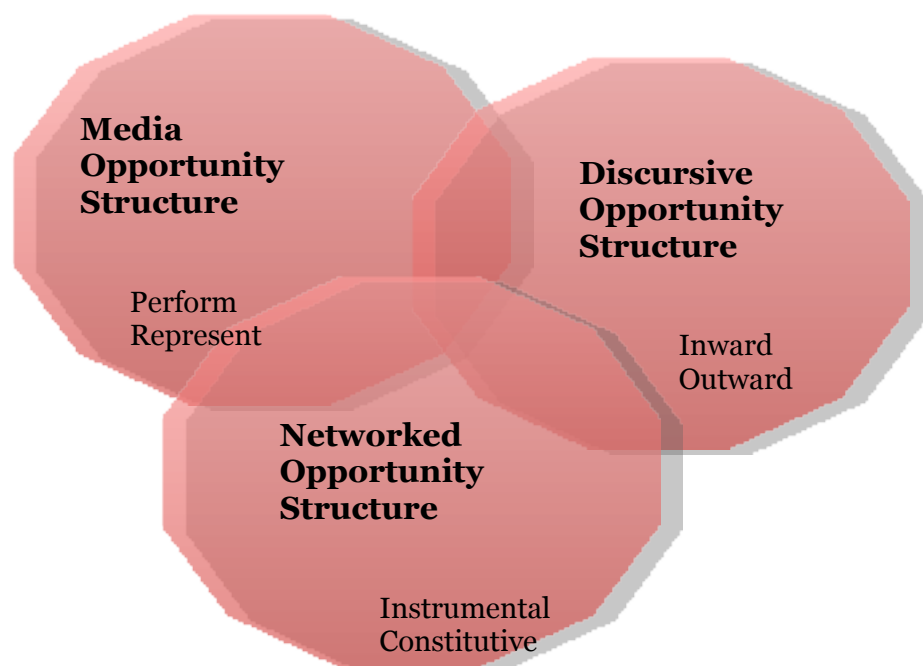 Media
Opportunity
Structure
Perform
Represent
Discursive
Opportunity
Structure
Inward
Outward
Networked
Opportunity
Structure
Instrumental
Constitutive